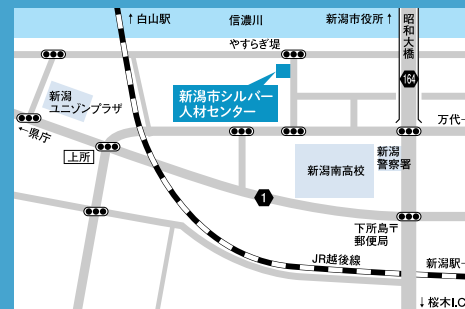 ↑白山駅
信濃川
新潟市役所↑
昭和大橋
やすらぎ堤
164
新潟
ユニゾンプラザ
新潟市シルバー
人材センター
←県庁
万代→
上所
新潟
警察署
新潟南高校
1
下所島〒
郵便局
JR越後線
新潟駅→
↓桜木I.C